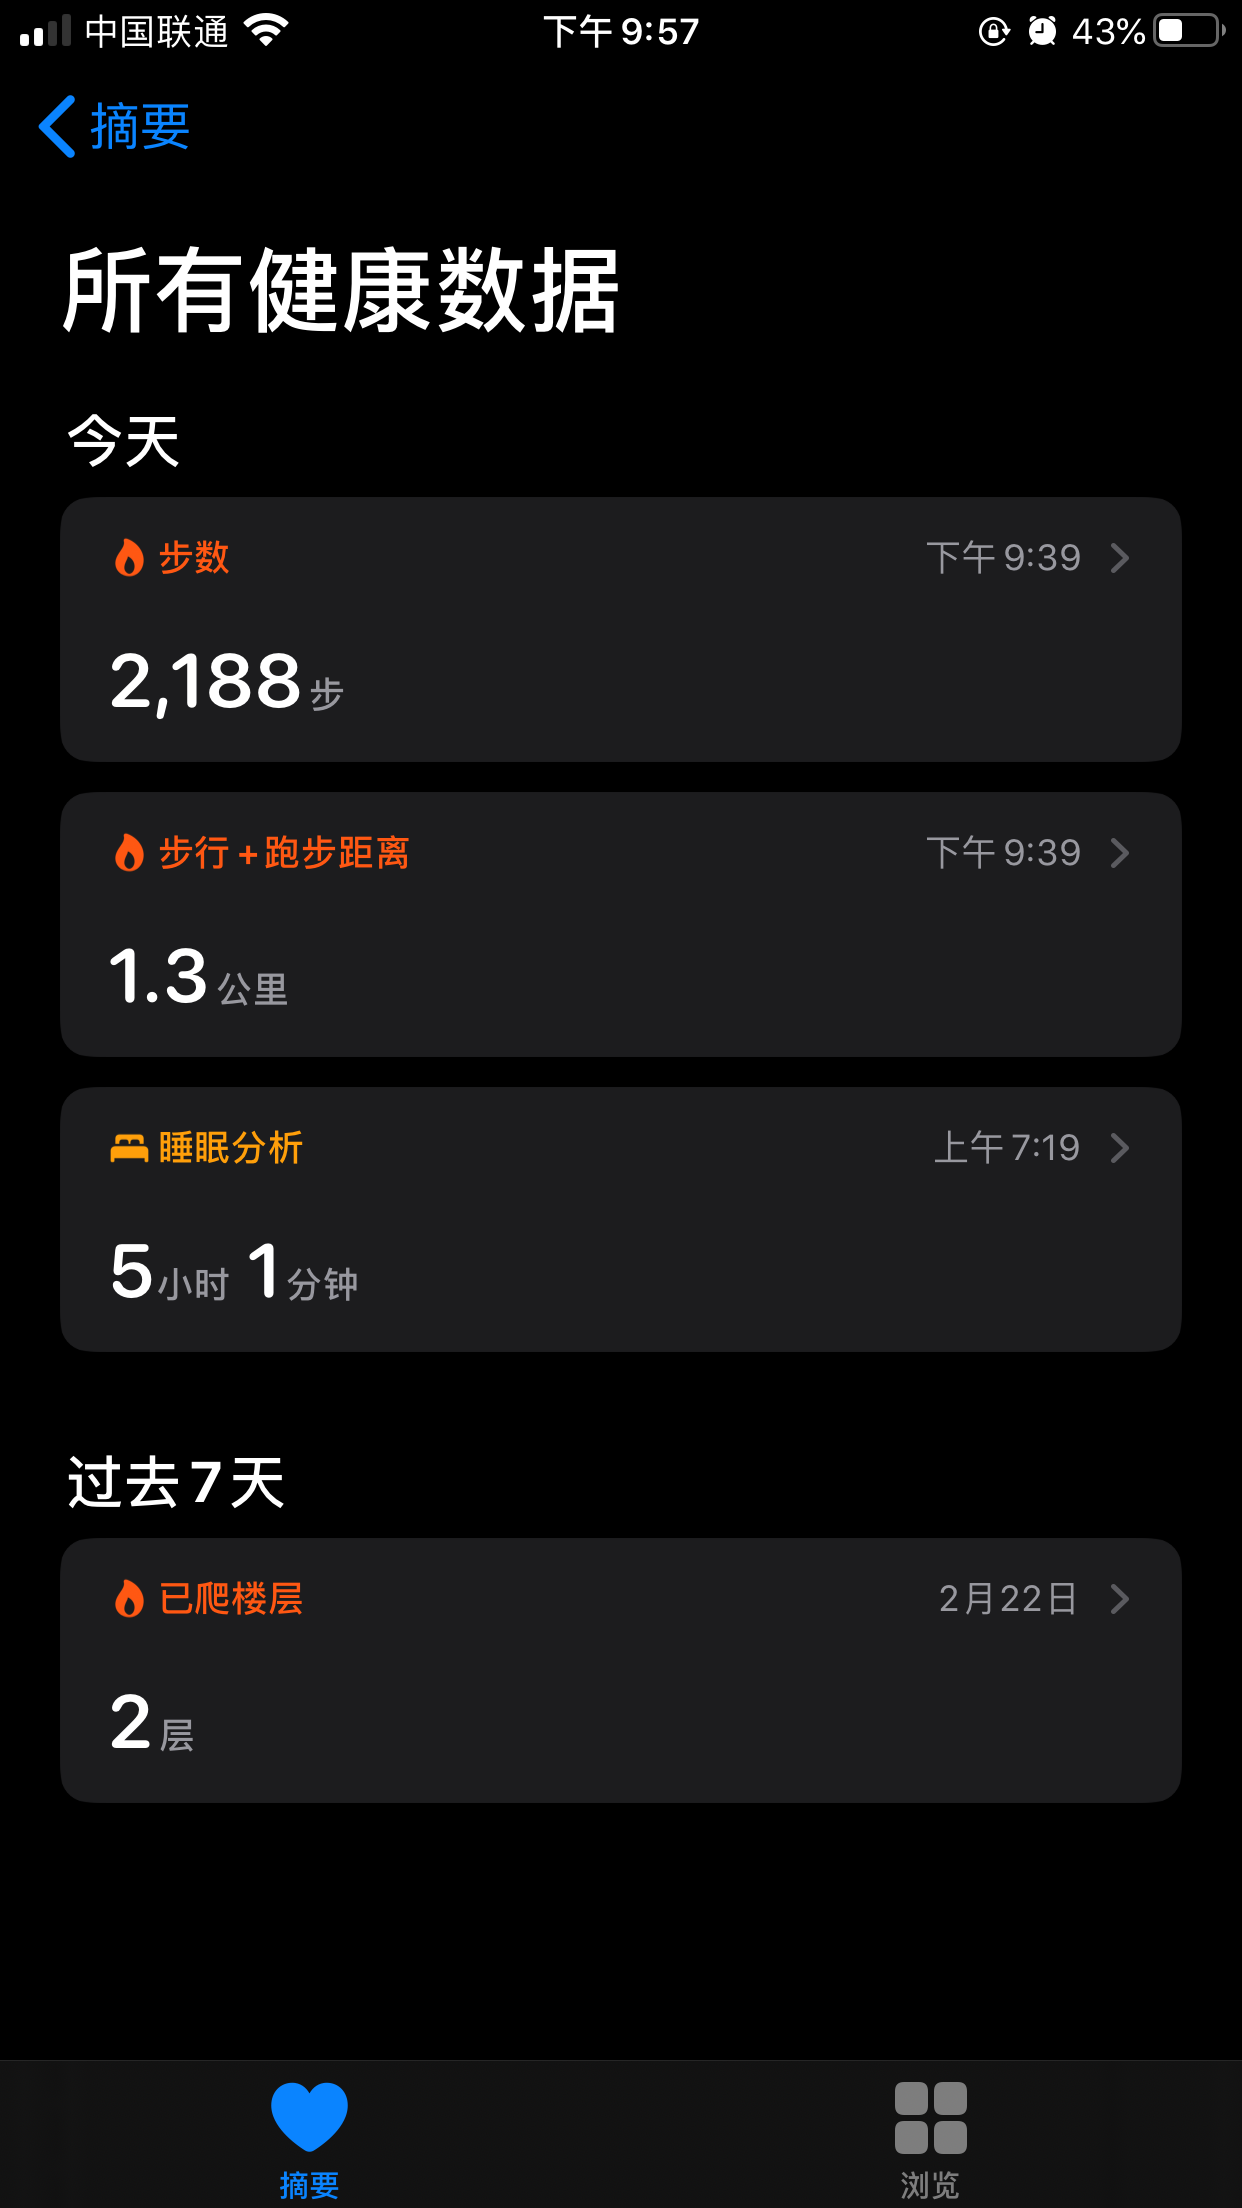 中国联通 下午 9:57 43%
摘要
所有健康数据
今天
步数 下午 9:39
2,188 步
步行 + 跑步距离 下午 9:39
1.3 公里
睡眠分析 上午 7:19
5 小时 1 分钟
过去 7 天
已爬楼层 2月22日
2 层
摘要 浏览